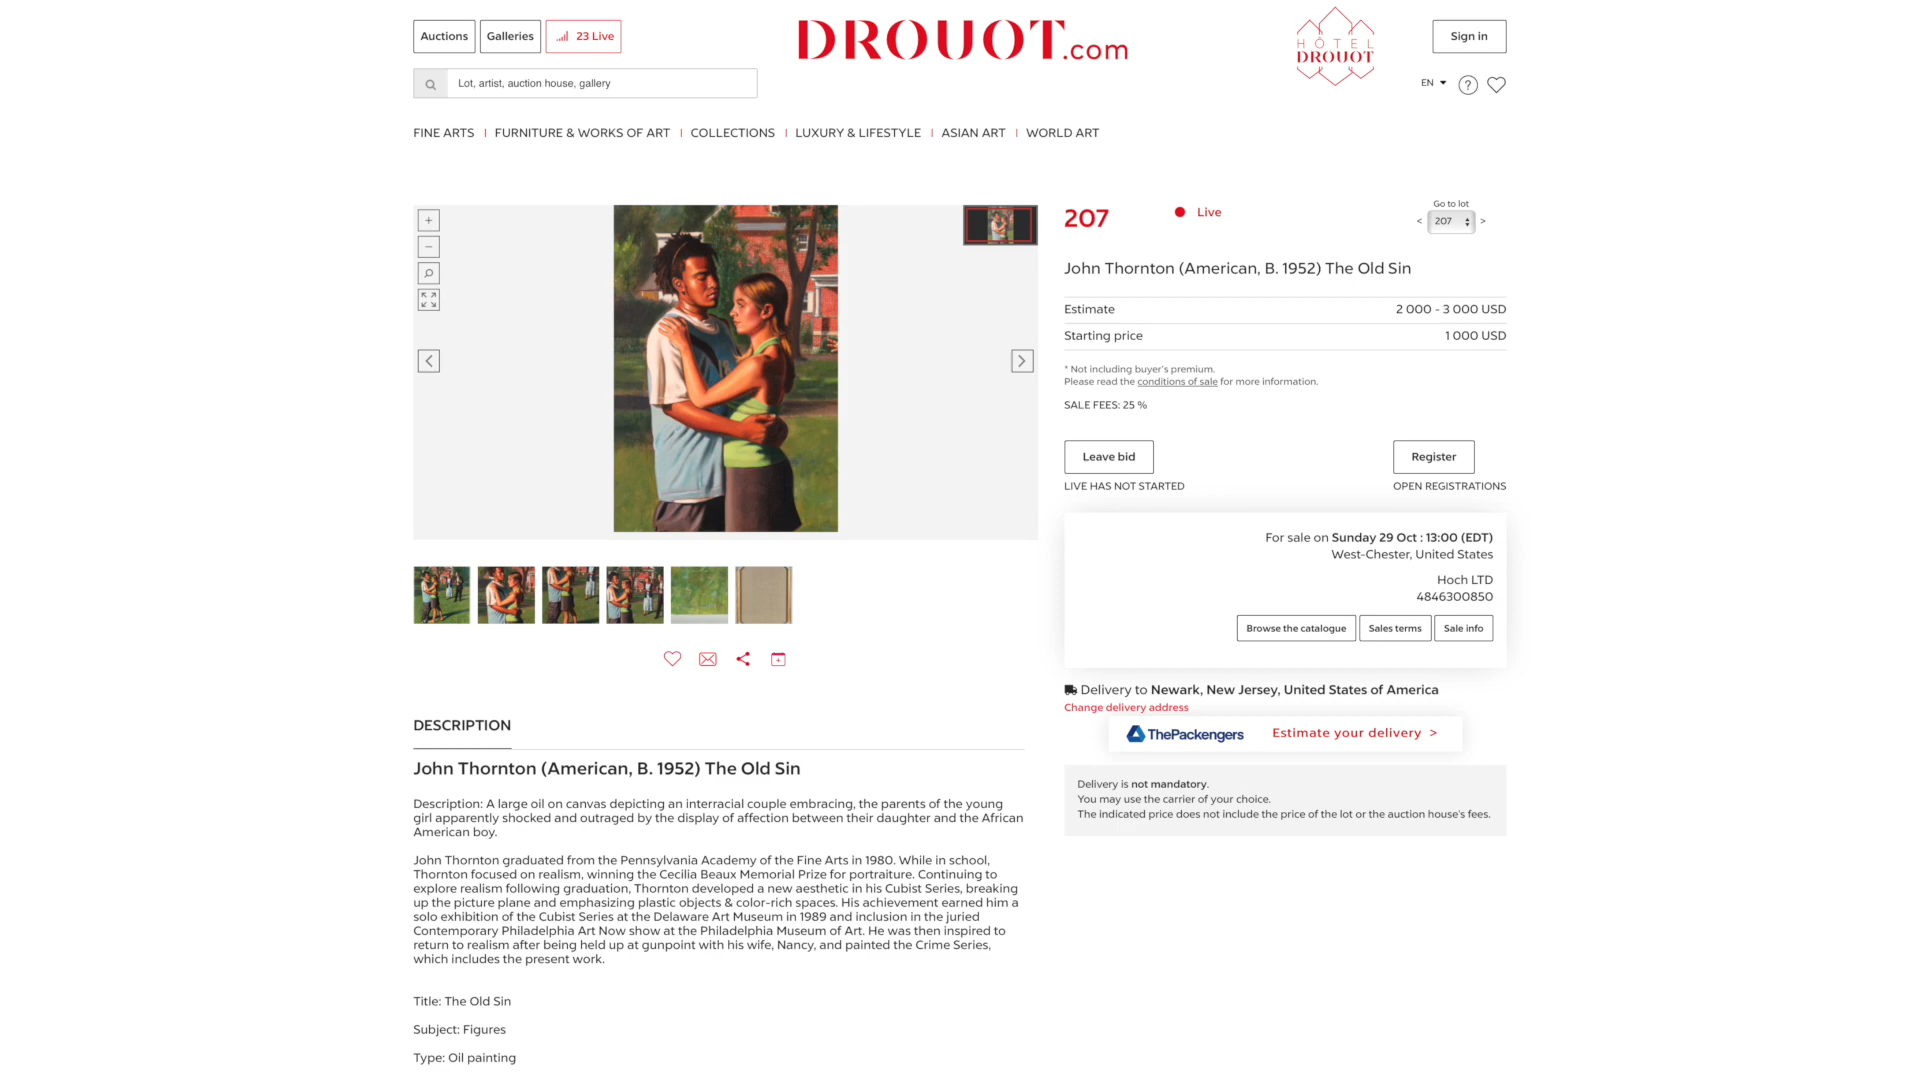 Auctions
Galleries
23 Live
DROUOT.com
HÔTEL
DROUOT
Sign in
Lot, artist, auction house, gallery
EN
?
FINE ARTS | FURNITURE & WORKS OF ART | COLLECTIONS | LUXURY & LIFESTYLE | ASIAN ART | WORLD ART
207
Live
Go to lot
< 207 >
John Thornton (American, B. 1952) The Old Sin
Estimate 2 000 - 3 000 USD
Starting price 1 000 USD
* Not including buyer's premium.
Please read the conditions of sale for more information.
SALE FEES: 25 %
Leave bid
Register
LIVE HAS NOT STARTED
OPEN REGISTRATIONS
For sale on Sunday 29 Oct : 13:00 (EDT)
West-Chester, United States
Hoch LTD
4846300850
Browse the catalogue
Sales terms
Sale info
Delivery to Newark, New Jersey, United States of America
Change delivery address
ThePackengers
Estimate your delivery >
Delivery is not mandatory.
You may use the carrier of your choice.
The indicated price does not include the price of the lot or the auction house's fees.
DESCRIPTION
John Thornton (American, B. 1952) The Old Sin
Description: A large oil on canvas depicting an interracial couple embracing, the parents of the young
girl apparently shocked and outraged by the display of affection between their daughter and the African
American boy.
John Thornton graduated from the Pennsylvania Academy of the Fine Arts in 1980. While in school,
Thornton focused on realism, winning the Cecilia Beaux Memorial Prize for portraiture. Continuing to
explore realism following graduation, Thornton developed a new aesthetic in his Cubist Series, breaking
up the picture plane and emphasizing plastic objects & color-rich spaces. His achievement earned him a
solo exhibition of the Cubist Series at the Delaware Art Museum in 1989 and inclusion in the juried
Contemporary Philadelphia Art Now show at the Philadelphia Museum of Art. He was then inspired to
return to realism after being held up at gunpoint with his wife, Nancy, and painted the Crime Series,
which includes the present work.
Title: The Old Sin
Subject: Figures
Type: Oil painting